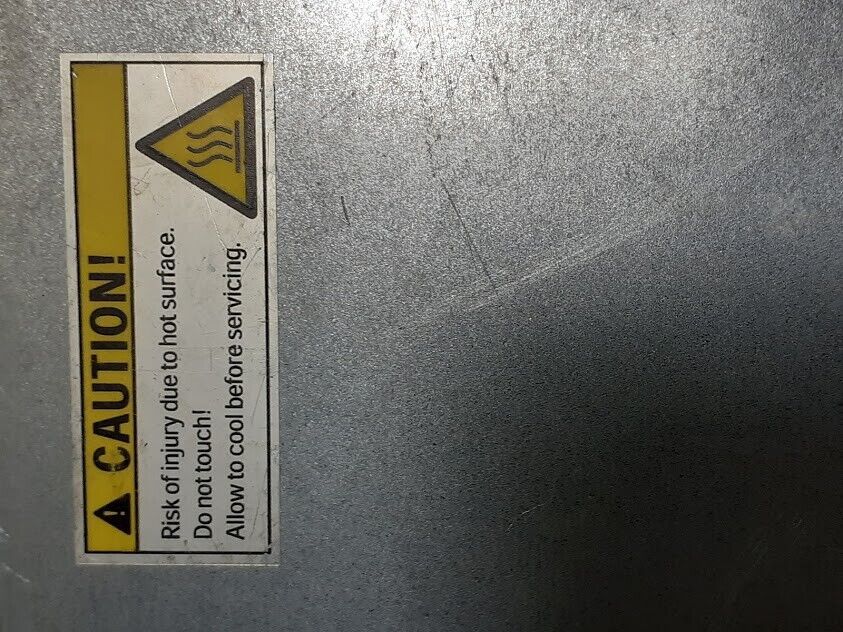 CAUTION!
Risk of injury due to hot surface.
Do not touch!
Allow to cool before servicing.